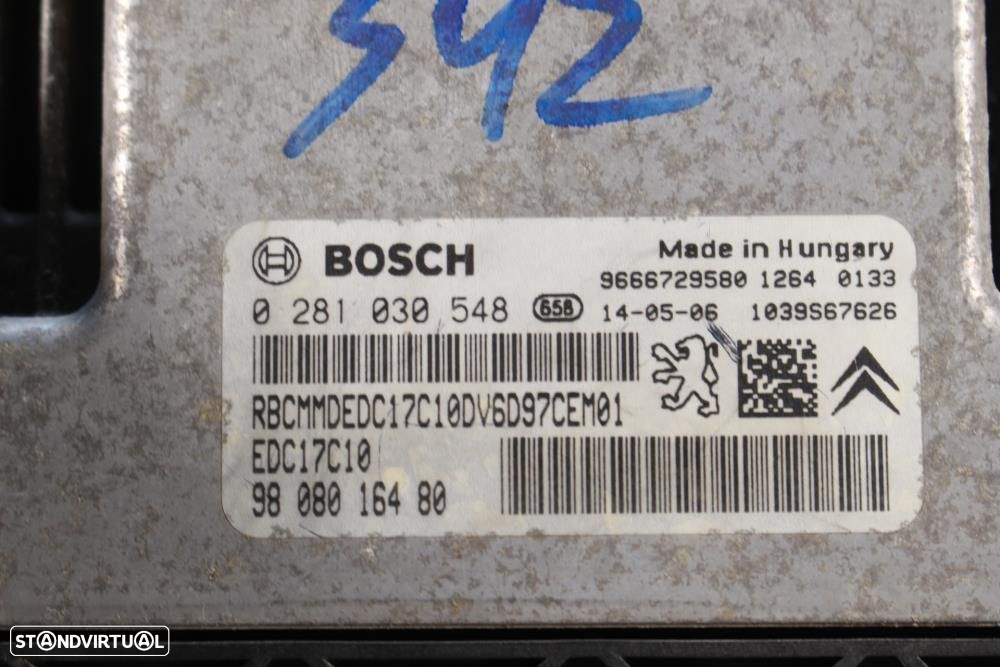 542
BOSCH
Made in Hungary
9666729580 1264 0133
0 281 030 548 658
14-05-06 1039S67626
RBCMMDEDC17C10DV6D97CEM01
EDC17C10
98 080 164 80
STANDVIRTUAL